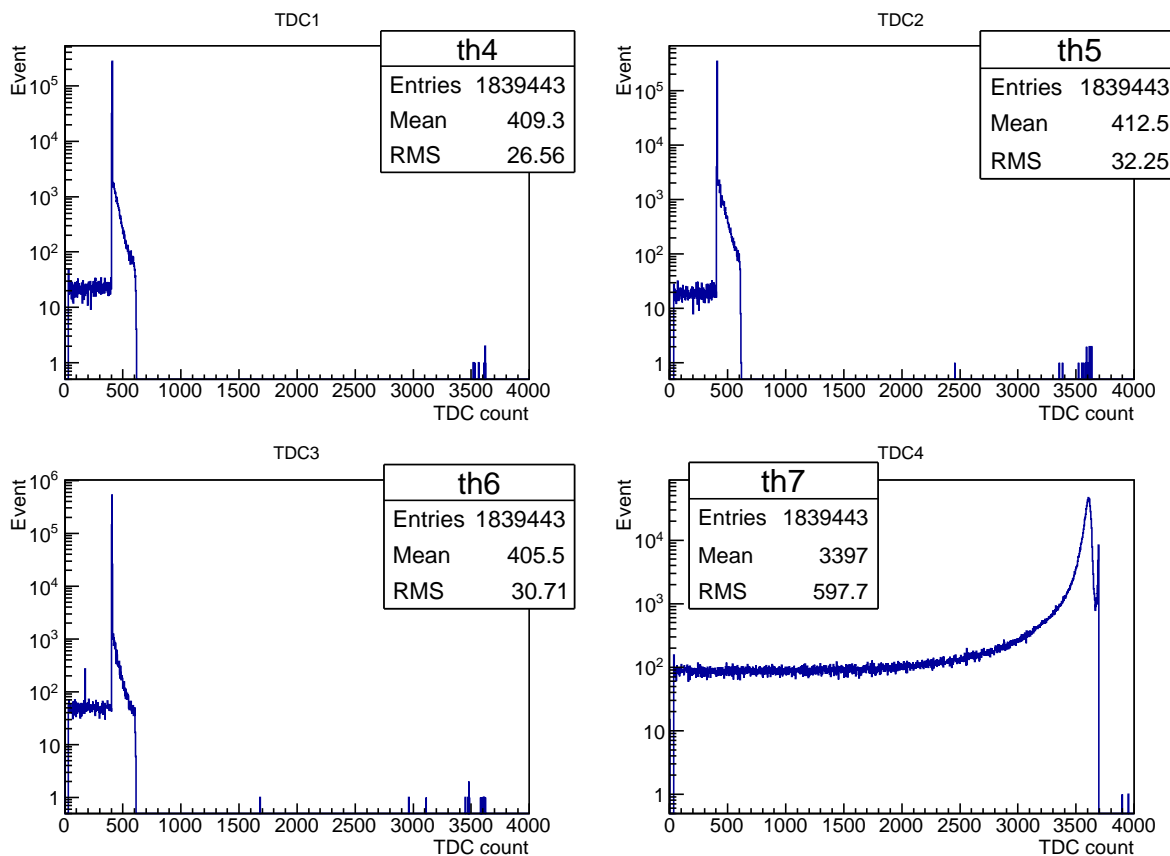 TDC1
Event
th4
Entries 1839443
Mean 409.3
RMS 26.56
10^5
10^4
10^3
10^2
10
1
0 500 1000 1500 2000 2500 3000 3500 4000
TDC count
TDC2
Event
th5
Entries 1839443
Mean 412.5
RMS 32.25
10^5
10^4
10^3
10^2
10
1
0 500 1000 1500 2000 2500 3000 3500 4000
TDC count
TDC3
Event
th6
Entries 1839443
Mean 405.5
RMS 30.71
10^6
10^5
10^4
10^3
10^2
10
1
0 500 1000 1500 2000 2500 3000 3500 4000
TDC count
TDC4
Event
th7
Entries 1839443
Mean 3397
RMS 597.7
10^4
10^3
10^2
10
1
0 500 1000 1500 2000 2500 3000 3500 4000
TDC count